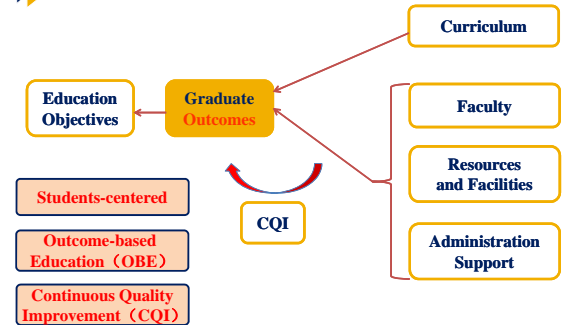 Curriculum
Education
Objectives
Graduate
Outcomes
Faculty
Resources
and Facilities
Students-centered
CQI
Outcome-based
Education（OBE）
Administration
Support
Continuous Quality
Improvement（CQI）